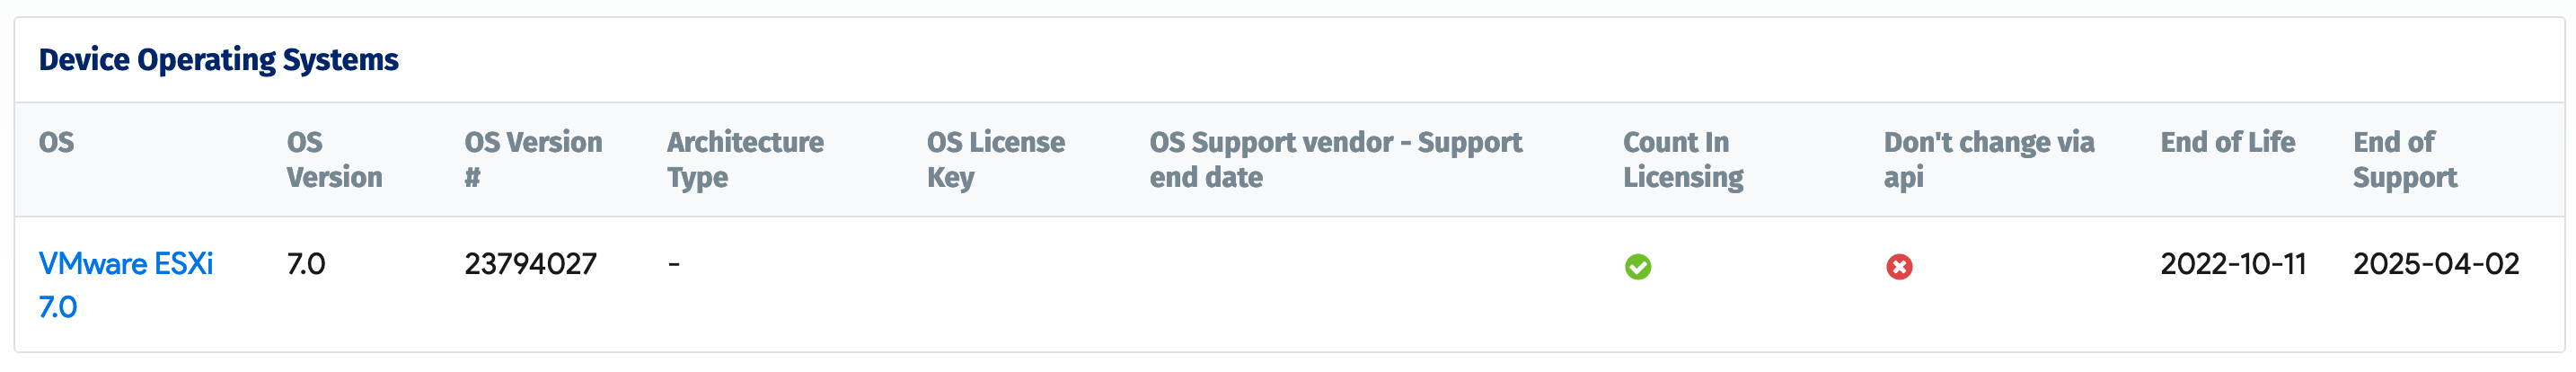 Device Operating Systems
OS
OS
Version
OS Version
#
Architecture
Type
OS License
Key
OS Support vendor - Support
end date
Count In
Licensing
Don't change via
api
End of Life
End of
Support
VMware ESXi
7.0
7.0
23794027
-
2022-10-11
2025-04-02